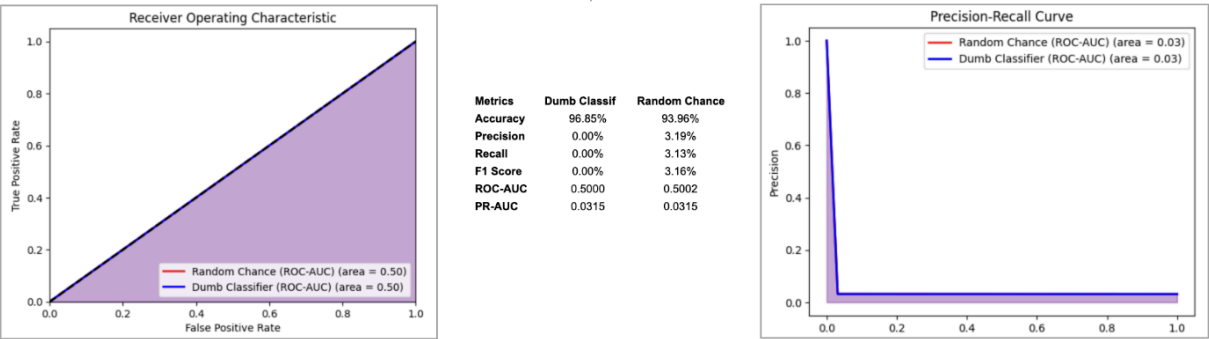 Receiver Operating Characteristic
1.0
0.8
0.6
0.4
0.2
0.0
True Positive Rate
Random Chance (ROC-AUC) (area = 0.50)
Dumb Classifier (ROC-AUC) (area = 0.50)
0.0 0.2 0.4 0.6 0.8 1.0
False Positive Rate
Metrics Dumb Classif Random Chance
Accuracy 96.85% 93.96%
Precision 0.00% 3.19%
Recall 0.00% 3.13%
F1 Score 0.00% 3.16%
ROC-AUC 0.5000 0.5002
PR-AUC 0.0315 0.0315
Precision-Recall Curve
Random Chance (ROC-AUC) (area = 0.03)
Dumb Classifier (ROC-AUC) (area = 0.03)
1.0
0.8
0.6
0.4
0.2
0.0
Precision
0.0 0.2 0.4 0.6 0.8 1.0